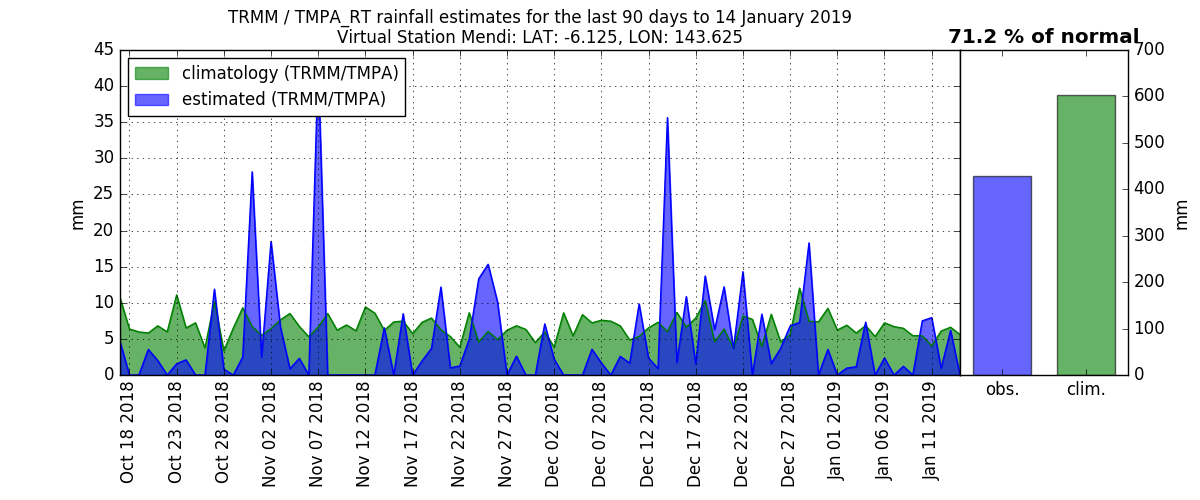 TRMM / TMPA_RT rainfall estimates for the last 90 days to 14 January 2019
Virtual Station Mendi: LAT: -6.125, LON: 143.625
71.2 % of normal
climatology (TRMM/TMPA)
estimated (TRMM/TMPA)
mm
45
40
35
30
25
20
15
10
5
0
Oct 18 2018
Oct 23 2018
Oct 28 2018
Nov 02 2018
Nov 07 2018
Nov 12 2018
Nov 17 2018
Nov 22 2018
Nov 27 2018
Dec 02 2018
Dec 07 2018
Dec 12 2018
Dec 17 2018
Dec 22 2018
Dec 27 2018
Jan 01 2019
Jan 06 2019
Jan 11 2019
700
600
500
400
300
200
100
0
mm
obs.
clim.